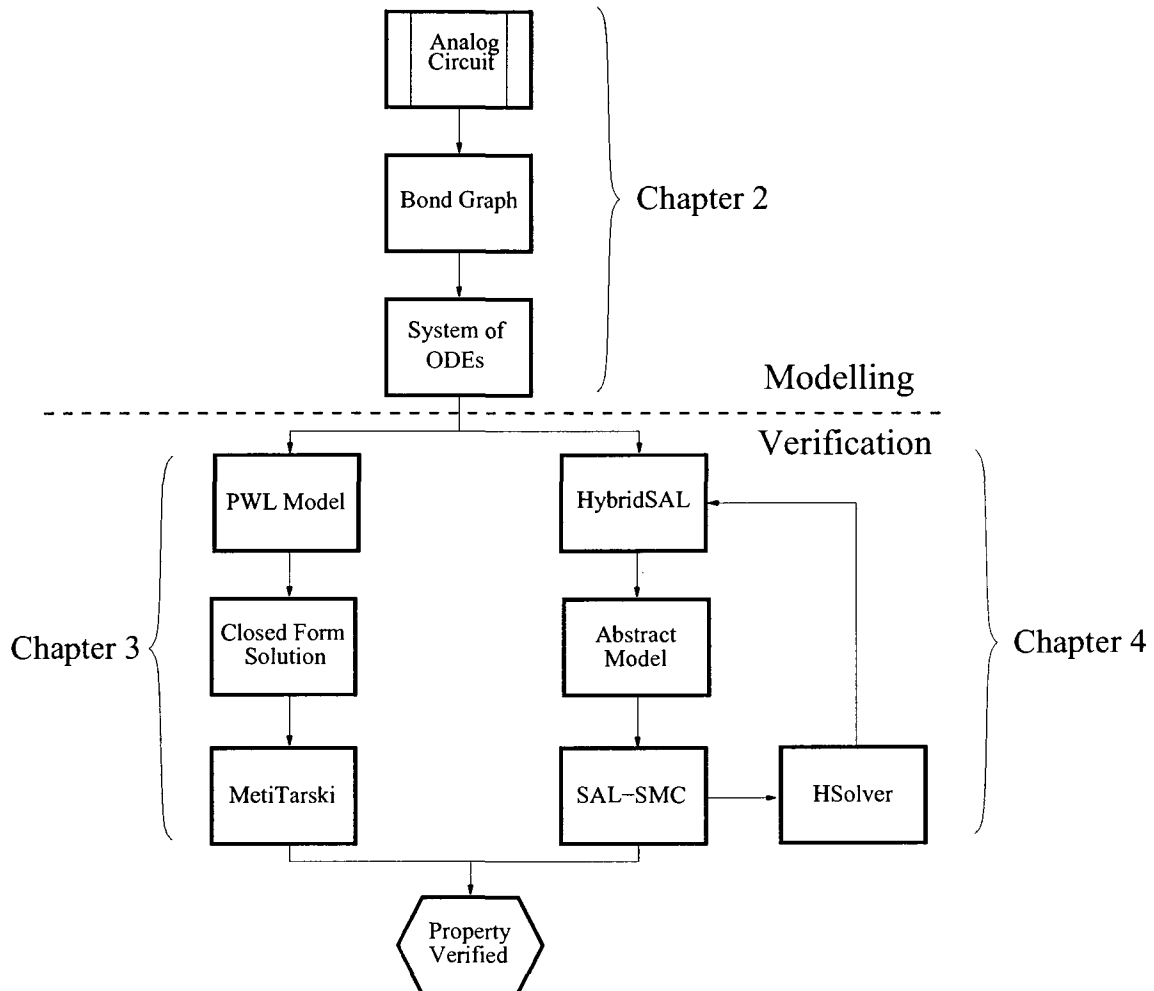 Analog
Circuit
Bond Graph
Chapter 2
System of
ODEs
Modelling
Verification
PWL Model
HybridSAL
Chapter 3
Closed Form
Solution
Abstract
Model
Chapter 4
MetiTarski
SAL-SMC
HSolver
Property
Verified